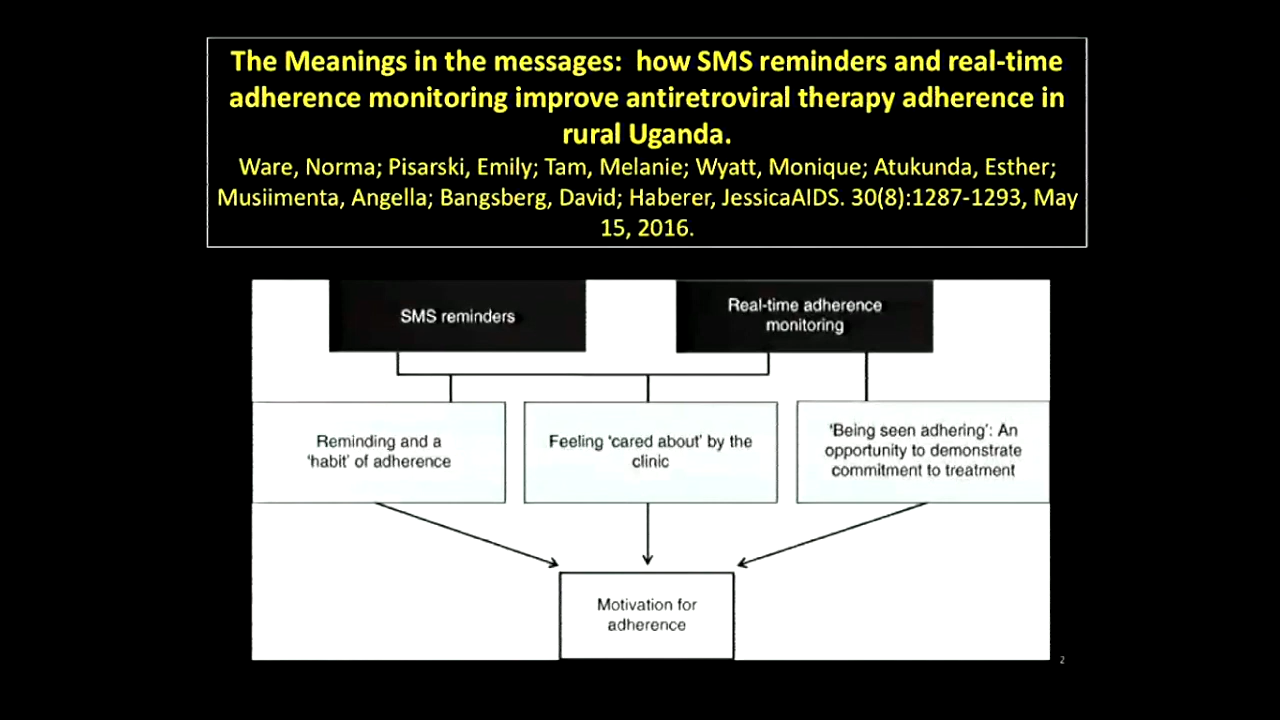 The Meanings in the messages:  how SMS reminders and real-time
adherence monitoring improve antiretroviral therapy adherence in
rural Uganda.
Ware, Norma; Pisarski, Emily; Tam, Melanie; Wyatt, Monique; Atukunda, Esther;
Musiimenta, Angella; Bangsberg, David; Haberer, JessicaAIDS. 30(8):1287-1293, May
15, 2016.
SMS reminders
Real-time adherence
monitoring
Reminding and a
'habit' of adherence
Feeling 'cared about' by the
clinic
'Being seen adhering': An
opportunity to demonstrate
commitment to treatment
Motivation for
adherence
2